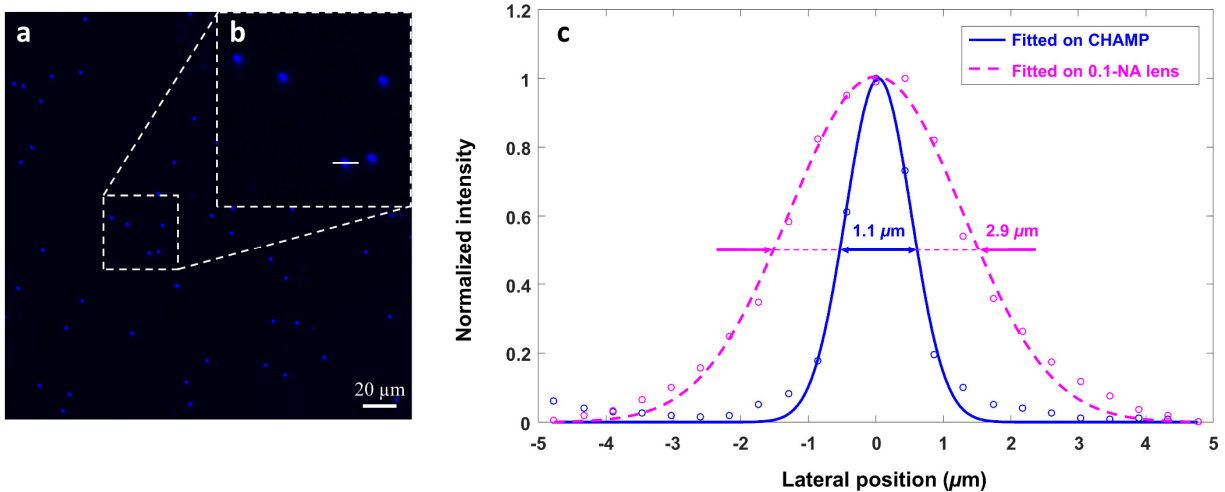 a
b
20 µm
c
Fitted on CHAMP
Fitted on 0.1-NA lens
1.1 µm
2.9 µm
Normalized intensity
1.2
1
0.8
0.6
0.4
0.2
0
-5 -4 -3 -2 -1 0 1 2 3 4 5
Lateral position (µm)